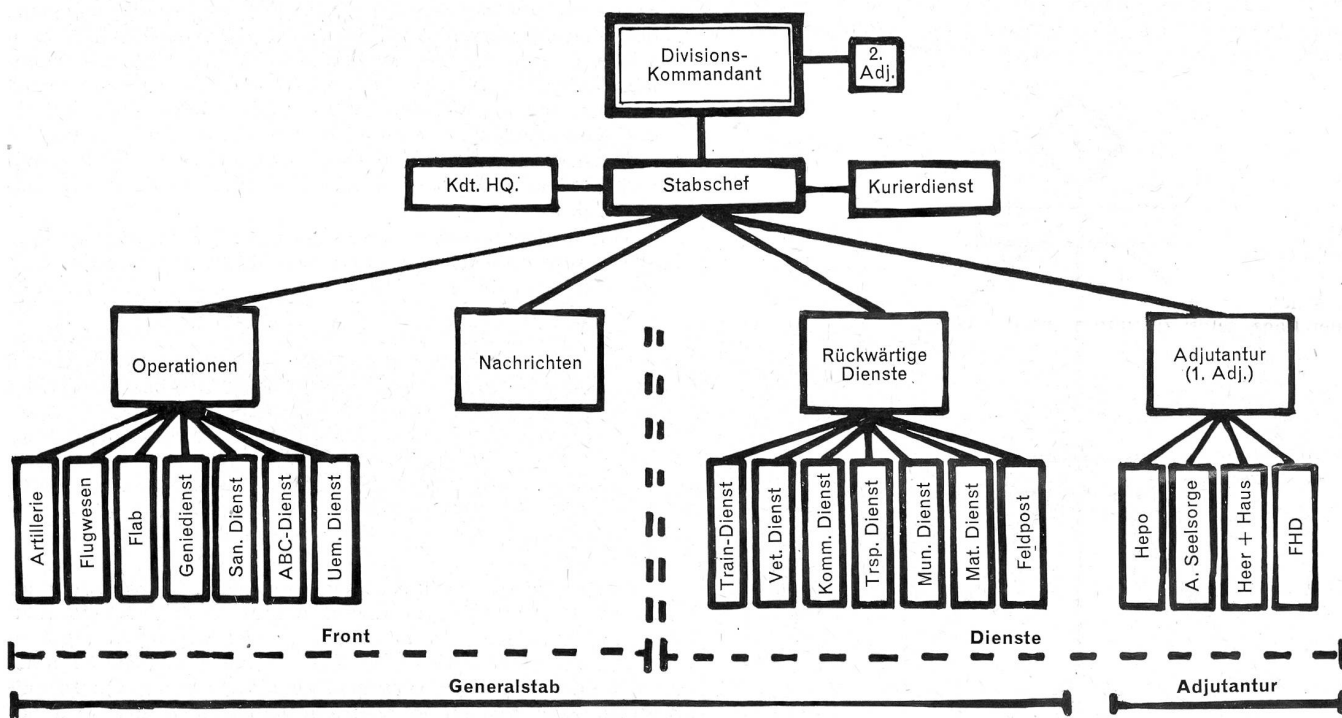 Divisions-
Kommandant
2.
Adj.
Kdt. HQ.
Stabschef
Kurierdienst
Operationen
Nachrichten
Rückwärtige
Dienste
Adjutantur
(1. Adj.)
Artillerie
Flugwesen
Flab
Geniedienst
San. Dienst
ABC-Dienst
Uem. Dienst
Train-Dienst
Vet. Dienst
Komm. Dienst
Trsp. Dienst
Mun. Dienst
Mat. Dienst
Feldpost
Hepo
A. Seelsorge
Heer + Haus
FHD
Front
Dienste
Generalstab
Adjutantur